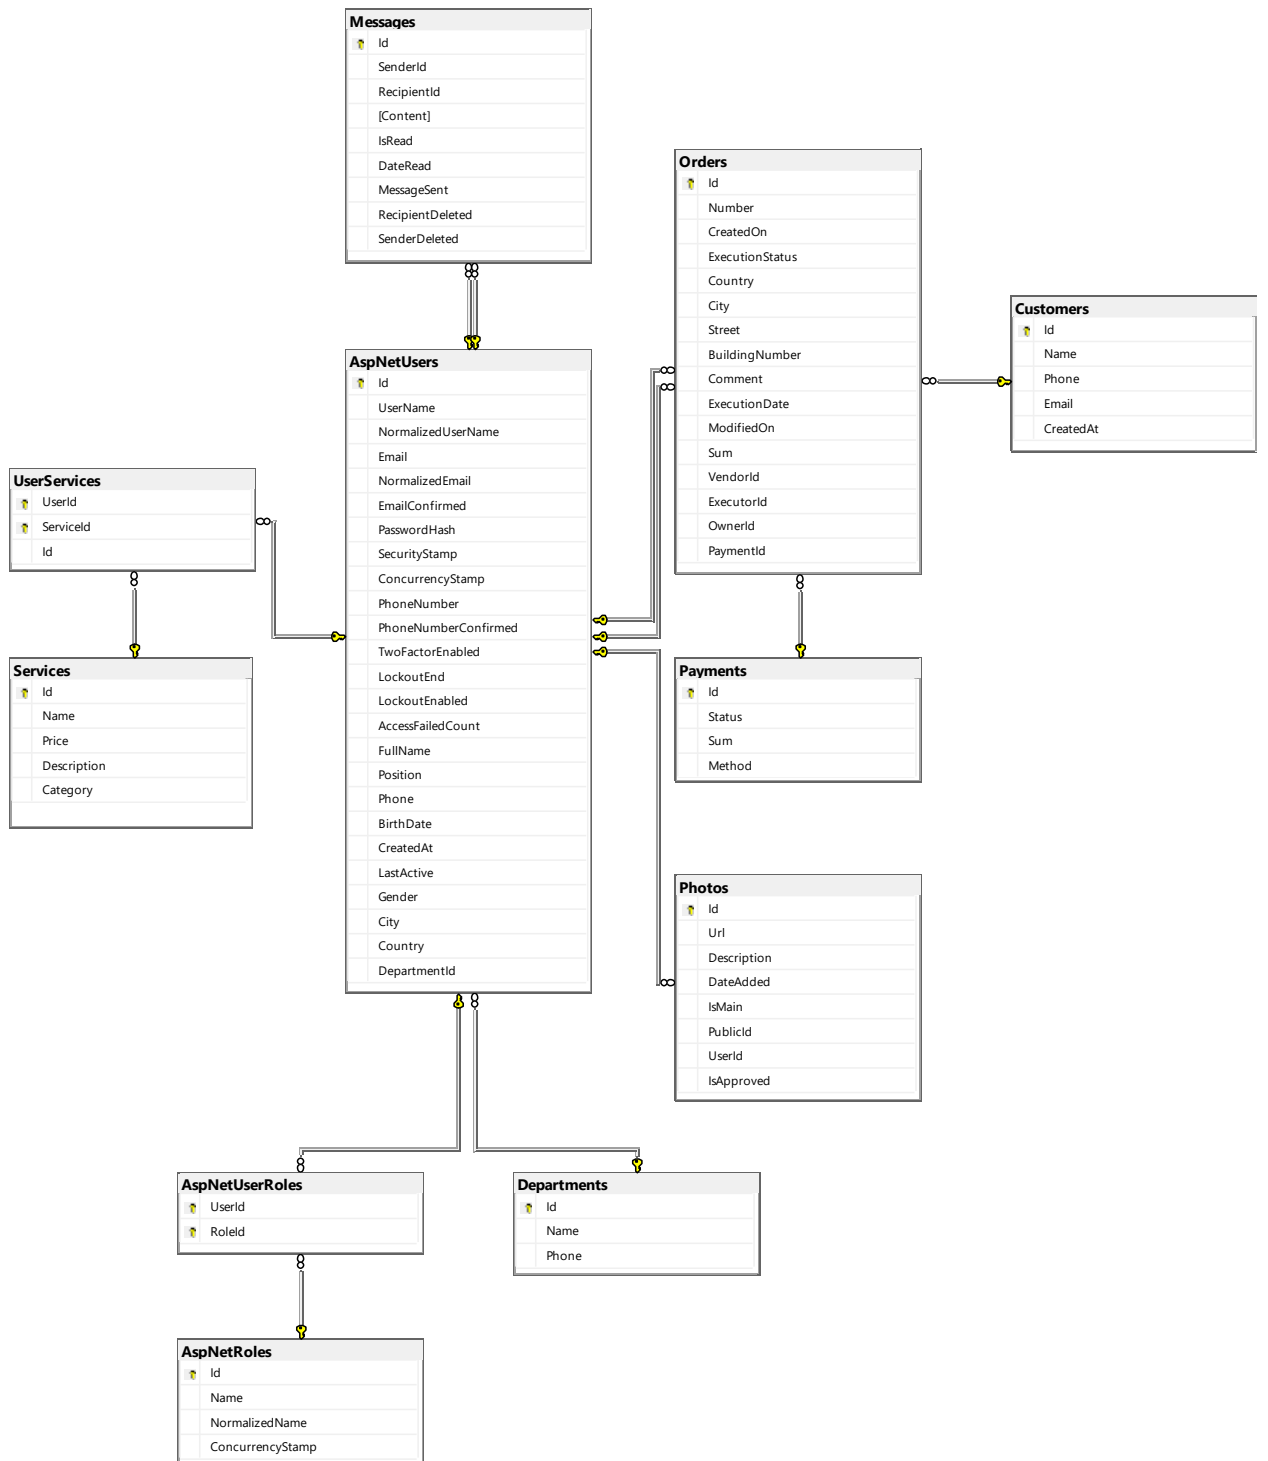 Messages
Id
SenderId
RecipientId
[Content]
IsRead
DateRead
MessageSent
RecipientDeleted
SenderDeleted
Orders
Id
Number
CreatedOn
ExecutionStatus
Country
City
Street
BuildingNumber
Comment
ExecutionDate
ModifiedOn
Sum
VendorId
ExecutorId
OwnerId
PaymentId
Customers
Id
Name
Phone
Email
CreatedAt
AspNetUsers
Id
UserName
NormalizedUserName
Email
NormalizedEmail
EmailConfirmed
PasswordHash
SecurityStamp
ConcurrencyStamp
PhoneNumber
PhoneNumberConfirmed
TwoFactorEnabled
LockoutEnd
LockoutEnabled
AccessFailedCount
FullName
Position
Phone
BirthDate
CreatedAt
LastActive
Gender
City
Country
DepartmentId
UserServices
UserId
ServiceId
Id
Services
Id
Name
Price
Description
Category
Payments
Id
Status
Sum
Method
Photos
Id
Url
Description
DateAdded
IsMain
PublicId
UserId
IsApproved
AspNetUserRoles
UserId
RoleId
Departments
Id
Name
Phone
AspNetRoles
Id
Name
NormalizedName
ConcurrencyStamp